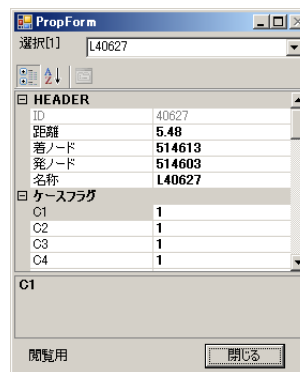 PropForm
選択[1] L40627
HEADER
ID 40627
距離 5.48
着ノード 514613
発ノード 514603
名称 L40627
ケースフラグ
C1 1
C2 1
C3 1
C4 1
C1
閲覧用 閉じる